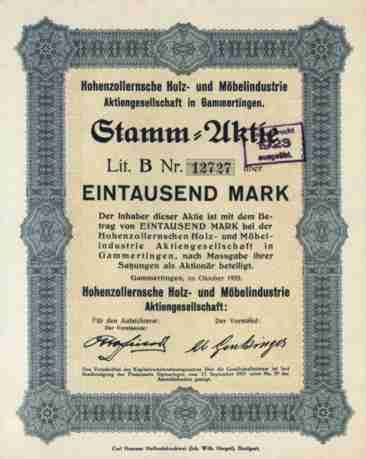 Hohenzollernsche Holz- und Möbelindustrie
Aktiengesellschaft in Gammertingen.
Stamm-Aktie
Lit. B Nr. 12727 über
1923
ausgeübt.
EINTAUSEND MARK
Der Inhaber dieser Aktie ist mit dem Be-
trag von EINTAUSEND MARK bei der
Hohenzollernschen Holz- und Möbel-
industrie Aktiengesellschaft in
Gammertingen, nach Massgabe ihrer
Satzungen als Aktionär beteiligt.
Gammertingen, im Oktober
Hohenzollernsche Holz- und Möbelindustrie
Aktiengesellschaft:
Für den Aufsichtsrat:
Der Vorstand:
Der Vorsitzende: